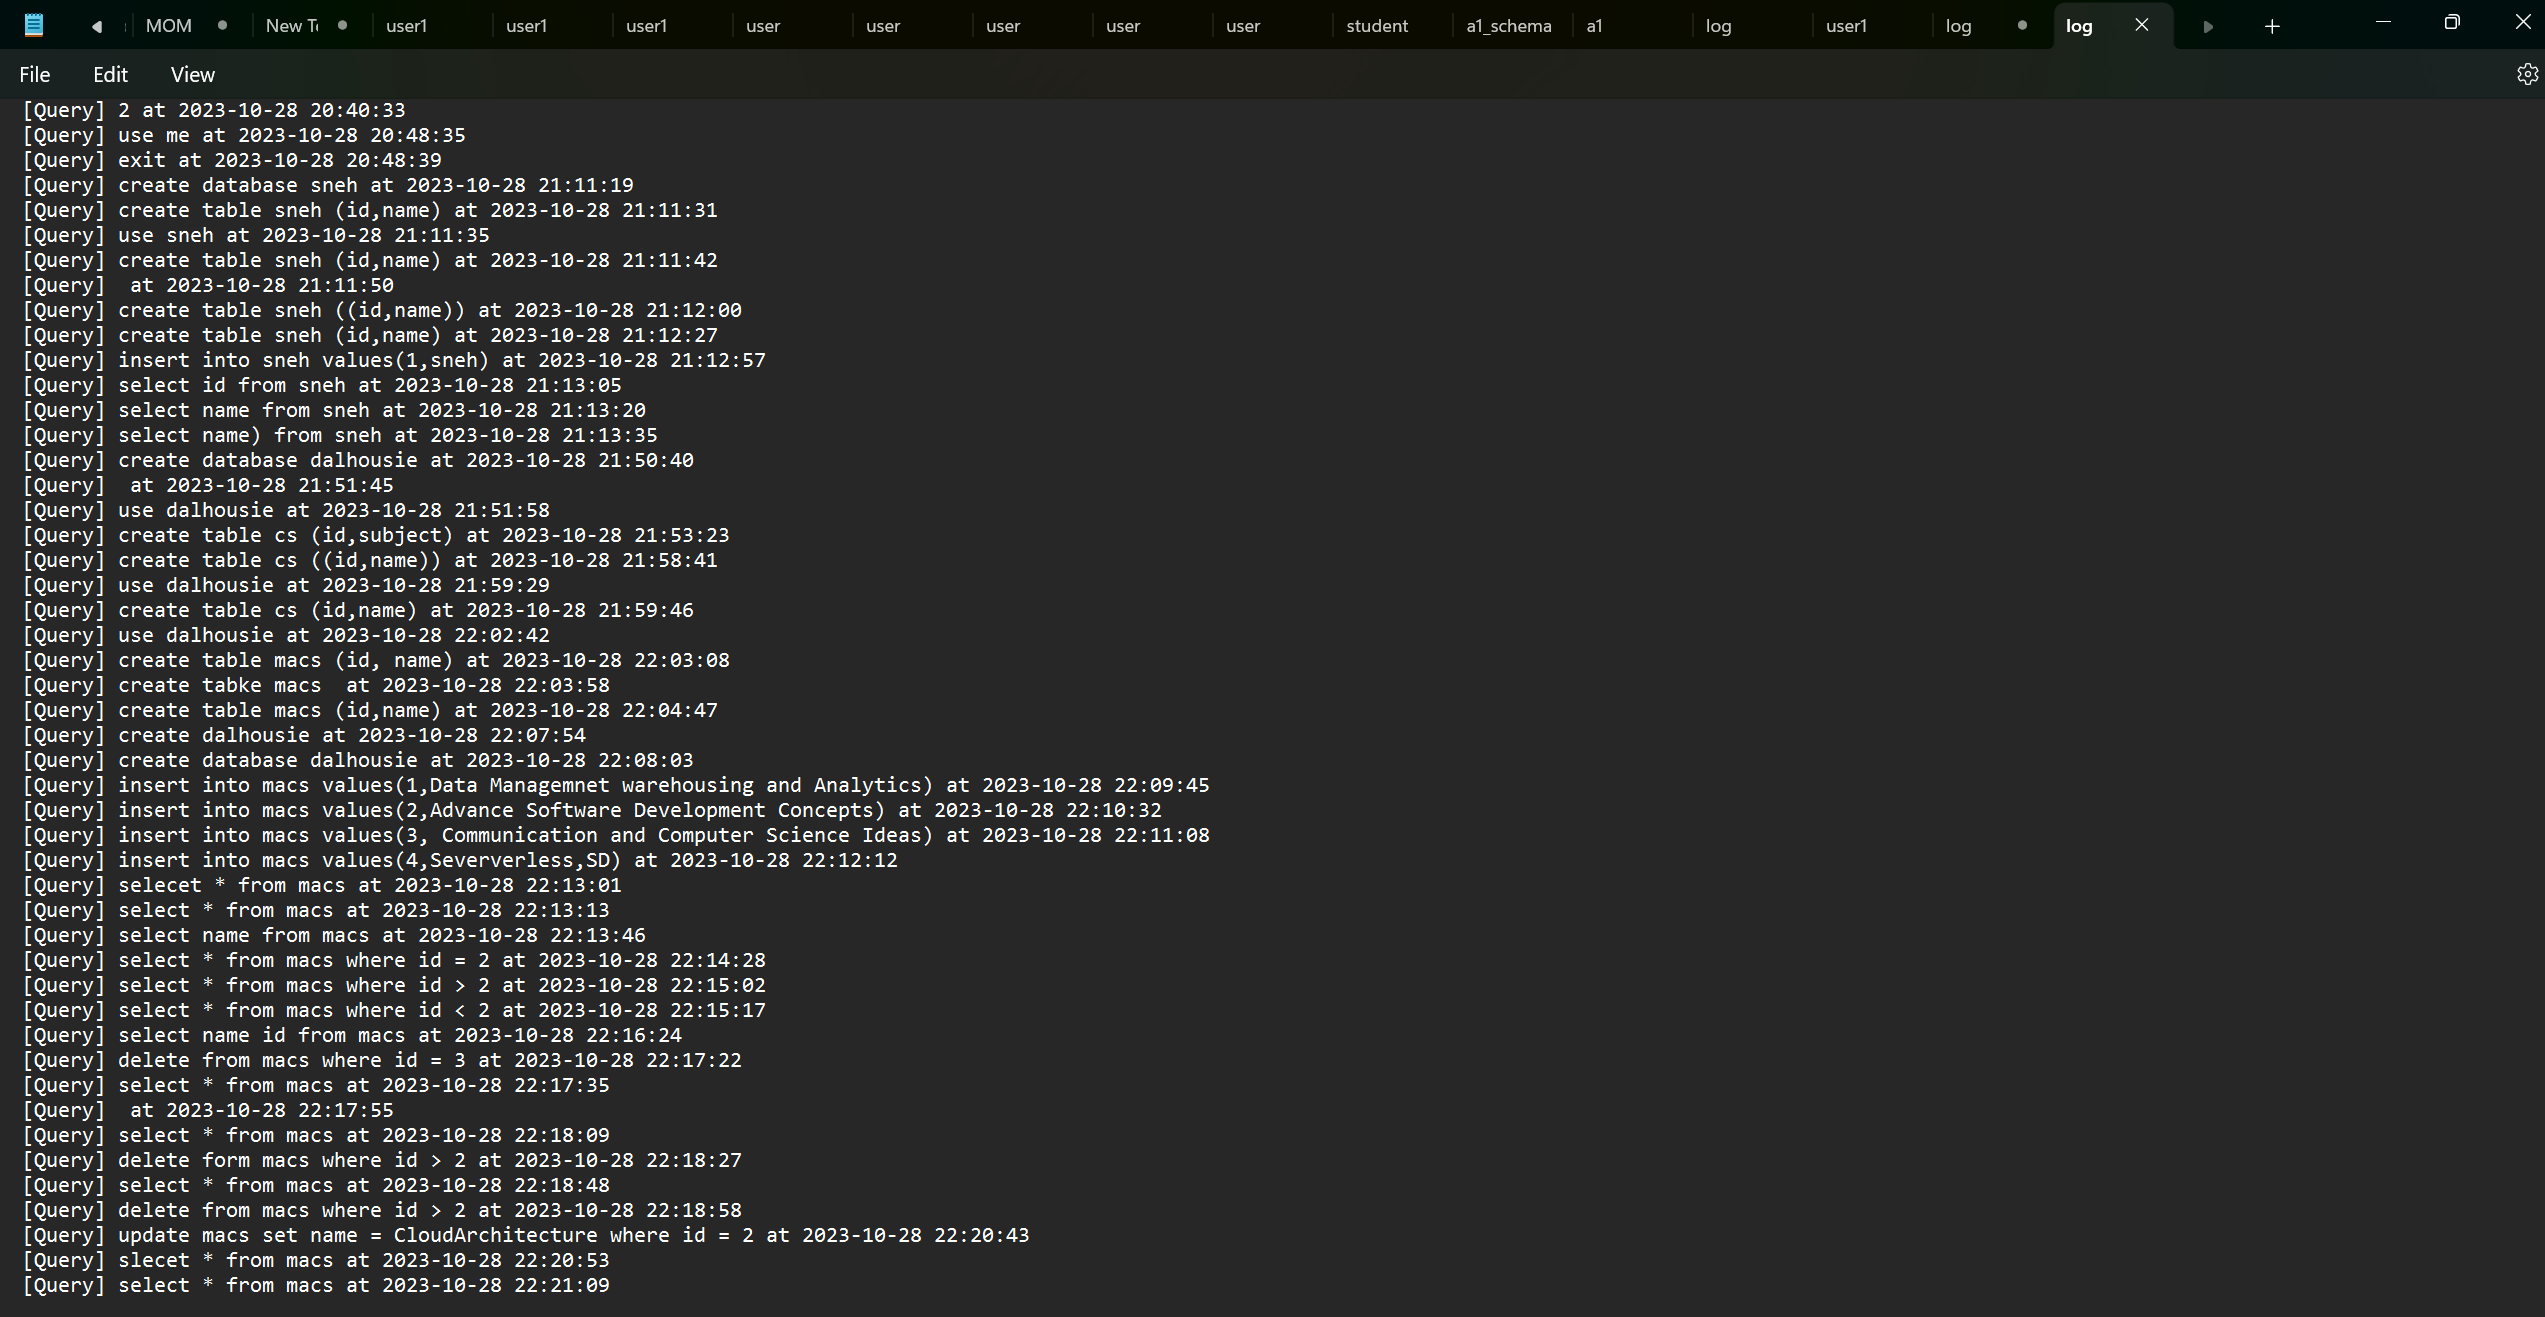 MOM New Te user1 user1 user1 user user user user user student a1_schema a1 log user1 log log
File Edit View
[Query] 2 at 2023-10-28 20:40:33
[Query] use me at 2023-10-28 20:48:35
[Query] exit at 2023-10-28 20:48:39
[Query] create database sneh at 2023-10-28 21:11:19
[Query] create table sneh (id,name) at 2023-10-28 21:11:31
[Query] use sneh at 2023-10-28 21:11:35
[Query] create table sneh (id,name) at 2023-10-28 21:11:42
[Query]  at 2023-10-28 21:11:50
[Query] create table sneh ((id,name)) at 2023-10-28 21:12:00
[Query] create table sneh (id,name) at 2023-10-28 21:12:27
[Query] insert into sneh values(1,sneh) at 2023-10-28 21:12:57
[Query] select id from sneh at 2023-10-28 21:13:05
[Query] select name from sneh at 2023-10-28 21:13:20
[Query] select name) from sneh at 2023-10-28 21:13:35
[Query] create database dalhousie at 2023-10-28 21:50:40
[Query]  at 2023-10-28 21:51:45
[Query] use dalhousie at 2023-10-28 21:51:58
[Query] create table cs (id,subject) at 2023-10-28 21:53:23
[Query] create table cs ((id,name)) at 2023-10-28 21:58:41
[Query] use dalhousie at 2023-10-28 21:59:29
[Query] create table cs (id,name) at 2023-10-28 21:59:46
[Query] use dalhousie at 2023-10-28 22:02:42
[Query] create table macs (id, name) at 2023-10-28 22:03:08
[Query] create tabke macs  at 2023-10-28 22:03:58
[Query] create table macs (id,name) at 2023-10-28 22:04:47
[Query] create dalhousie at 2023-10-28 22:07:54
[Query] create database dalhousie at 2023-10-28 22:08:03
[Query] insert into macs values(1,Data Managemnet warehousing and Analytics) at 2023-10-28 22:09:45
[Query] insert into macs values(2,Advance Software Development Concepts) at 2023-10-28 22:10:32
[Query] insert into macs values(3, Communication and Computer Science Ideas) at 2023-10-28 22:11:08
[Query] insert into macs values(4,Seververless,SD) at 2023-10-28 22:12:12
[Query] selecet * from macs at 2023-10-28 22:13:01
[Query] select * from macs at 2023-10-28 22:13:13
[Query] select name from macs at 2023-10-28 22:13:46
[Query] select * from macs where id = 2 at 2023-10-28 22:14:28
[Query] select * from macs where id > 2 at 2023-10-28 22:15:02
[Query] select * from macs where id < 2 at 2023-10-28 22:15:17
[Query] select name id from macs at 2023-10-28 22:16:24
[Query] delete from macs where id = 3 at 2023-10-28 22:17:22
[Query] select * from macs at 2023-10-28 22:17:35
[Query]  at 2023-10-28 22:17:55
[Query] select * from macs at 2023-10-28 22:18:09
[Query] delete form macs where id > 2 at 2023-10-28 22:18:27
[Query] select * from macs at 2023-10-28 22:18:48
[Query] delete from macs where id > 2 at 2023-10-28 22:18:58
[Query] update macs set name = CloudArchitecture where id = 2 at 2023-10-28 22:20:43
[Query] slecet * from macs at 2023-10-28 22:20:53
[Query] select * from macs at 2023-10-28 22:21:09